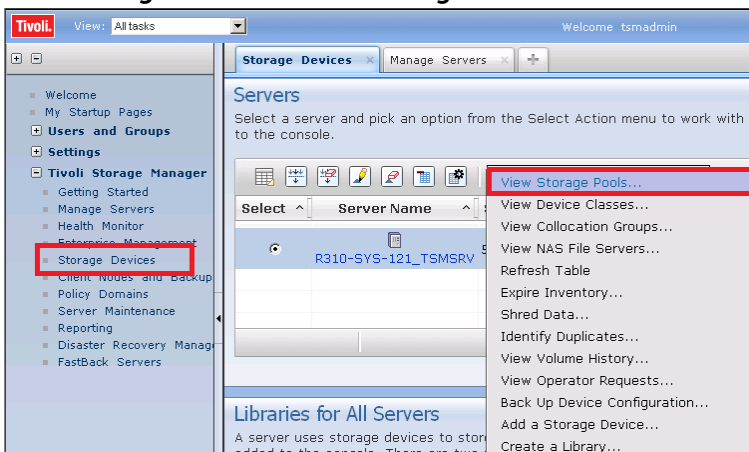 Tivoli. View: All tasks Welcome tsmadmin
Storage Devices × Manage Servers × +
Welcome
My Startup Pages
Users and Groups
Settings
Tivoli Storage Manager
Getting Started
Manage Servers
Health Monitor
Enterprise Management
Storage Devices
Client Nodes and Backup
Policy Domains
Server Maintenance
Reporting
Disaster Recovery Manag
FastBack Servers
Servers
Select a server and pick an option from the Select Action menu to work with
to the console.
Select ^ Server Name ^
R310-SYS-121_TSMSRV 5
View Storage Pools...
View Device Classes...
View Collocation Groups...
View NAS File Servers...
Refresh Table
Expire Inventory...
Shred Data...
Identify Duplicates...
View Volume History...
View Operator Requests...
Back Up Device Configuration...
Add a Storage Device...
Create a Library...
Libraries for All Servers
A server uses storage devices to stor
added to the console. There are two